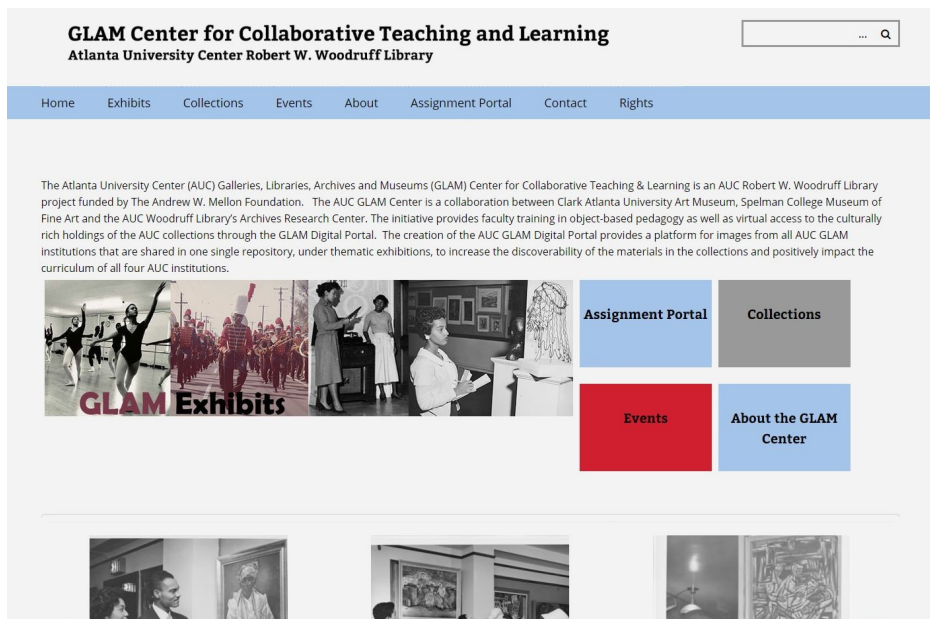 GLAM Center for Collaborative Teaching and Learning
Atlanta University Center Robert W. Woodruff Library
...
Home Exhibits Collections Events About Assignment Portal Contact Rights
The Atlanta University Center (AUC) Galleries, Libraries, Archives and Museums (GLAM) Center for Collaborative Teaching & Learning is an AUC Robert W. Woodruff Library
project funded by The Andrew W. Mellon Foundation. The AUC GLAM Center is a collaboration between Clark Atlanta University Art Museum, Spelman College Museum of
Fine Art and the AUC Woodruff Library's Archives Research Center. The initiative provides faculty training in object-based pedagogy as well as virtual access to the culturally
rich holdings of the AUC collections through the GLAM Digital Portal. The creation of the AUC GLAM Digital Portal provides a platform for images from all AUC GLAM
institutions that are shared in one single repository, under thematic exhibitions, to increase the discoverability of the materials in the collections and positively impact the
curriculum of all four AUC institutions.
GLAM Exhibits
Assignment Portal
Collections
Events
About the GLAM
Center